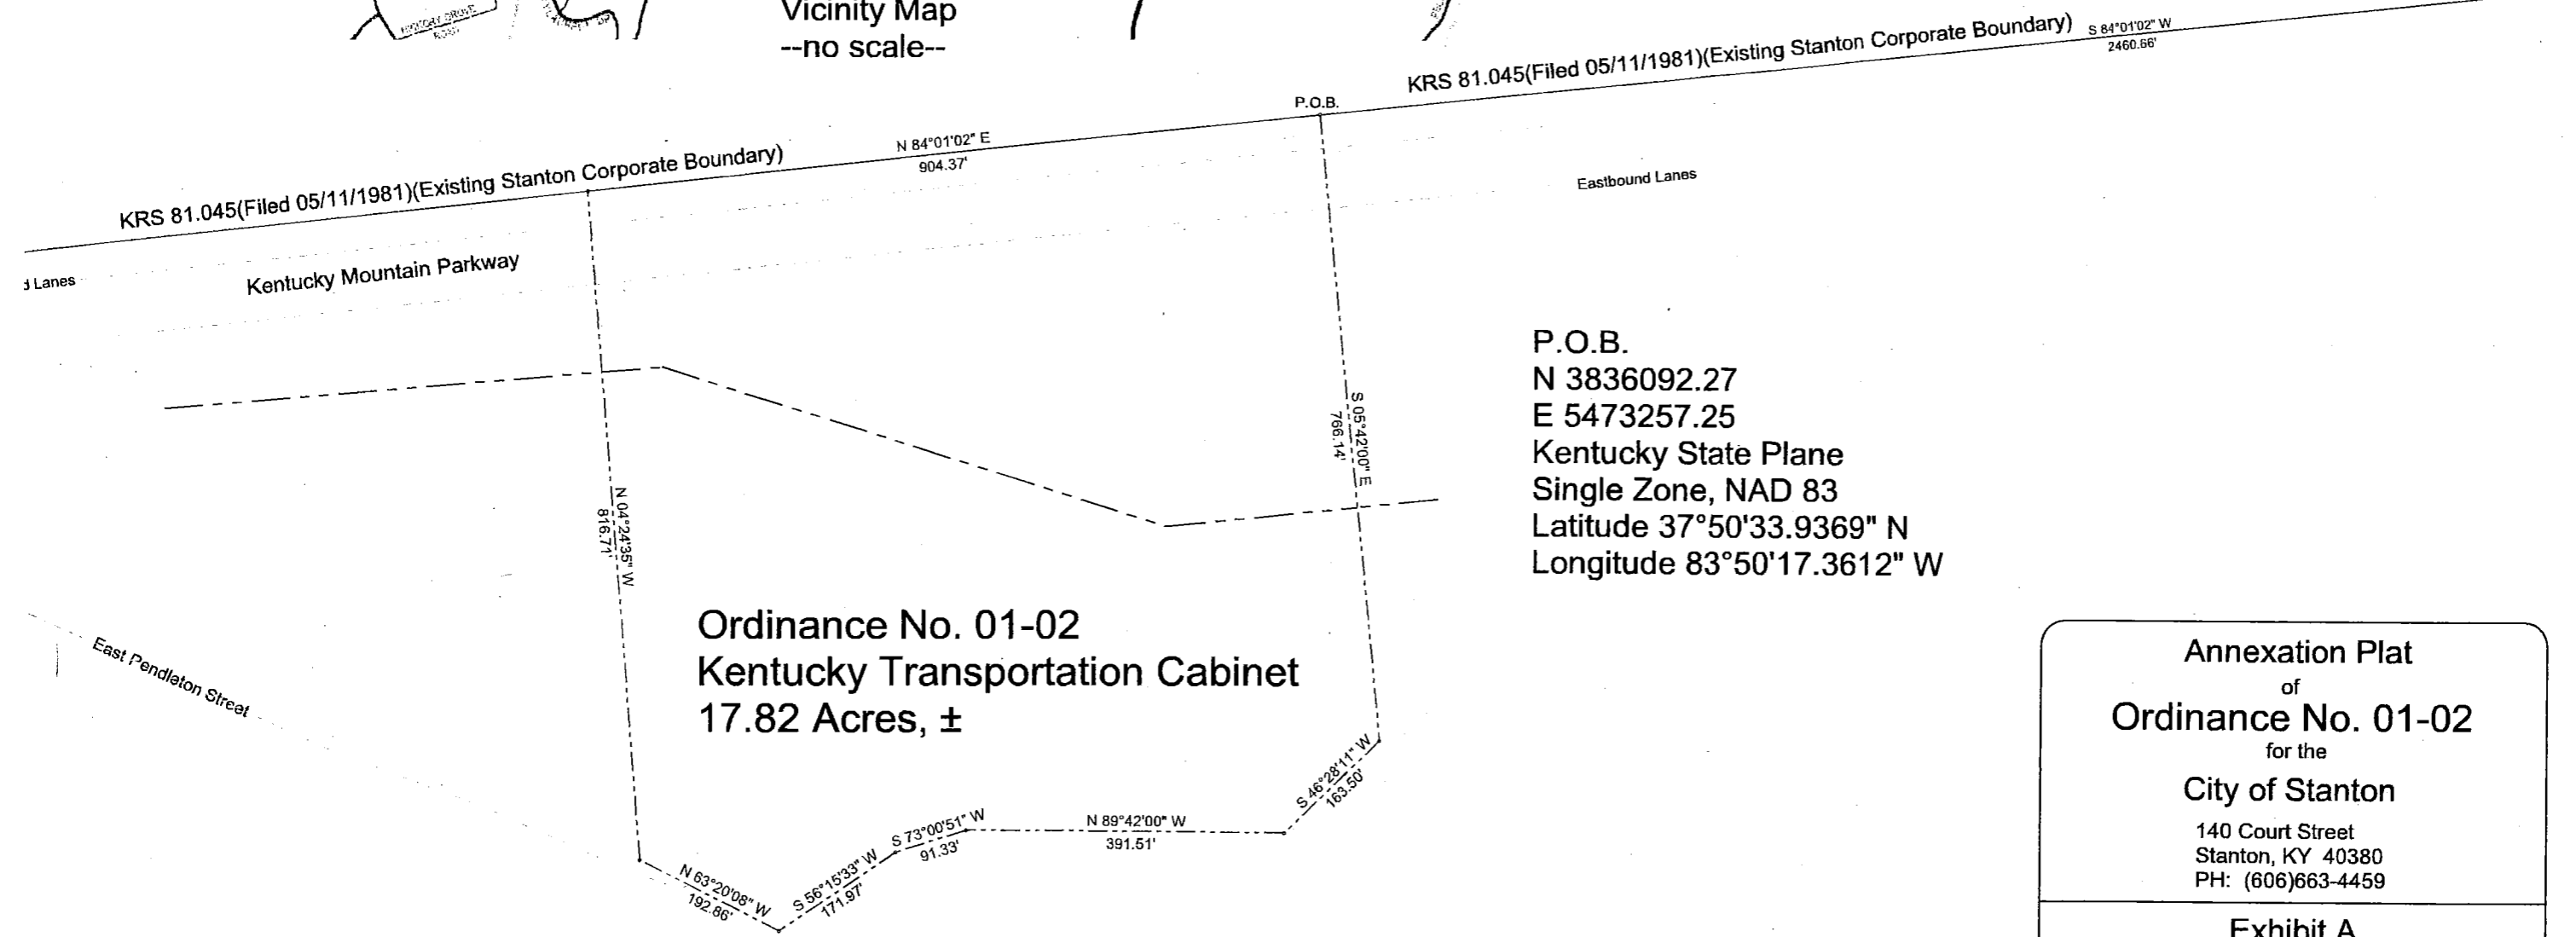 HICKORY GROVE
ROAD
Vicinity Map
--no scale--
KRS 81.045(Filed 05/11/1981)(Existing Stanton Corporate Boundary)
S 84°01'02" W
2460.66'
P.O.B.
N 84°01'02" E
904.37'
KRS 81.045(Filed 05/11/1981)(Existing Stanton Corporate Boundary)
Eastbound Lanes
Lanes
Kentucky Mountain Parkway
S 05°42'00" E
766.14'
N 04°24'35" W
816.71'
P.O.B.
N 3836092.27
E 5473257.25
Kentucky State Plane
Single Zone, NAD 83
Latitude 37°50'33.9369" N
Longitude 83°50'17.3612" W
East Pendleton Street
Ordinance No. 01-02
Kentucky Transportation Cabinet
17.82 Acres, ±
S 46°28'11" W
163.50'
N 89°42'00" W
391.51'
S 73°00'51" W
91.33'
S 56°15'33" W
171.97'
N 63°20'08" W
192.86'
Annexation Plat
of
Ordinance No. 01-02
for the
City of Stanton
140 Court Street
Stanton, KY 40380
PH: (606)663-4459
Exhibit A